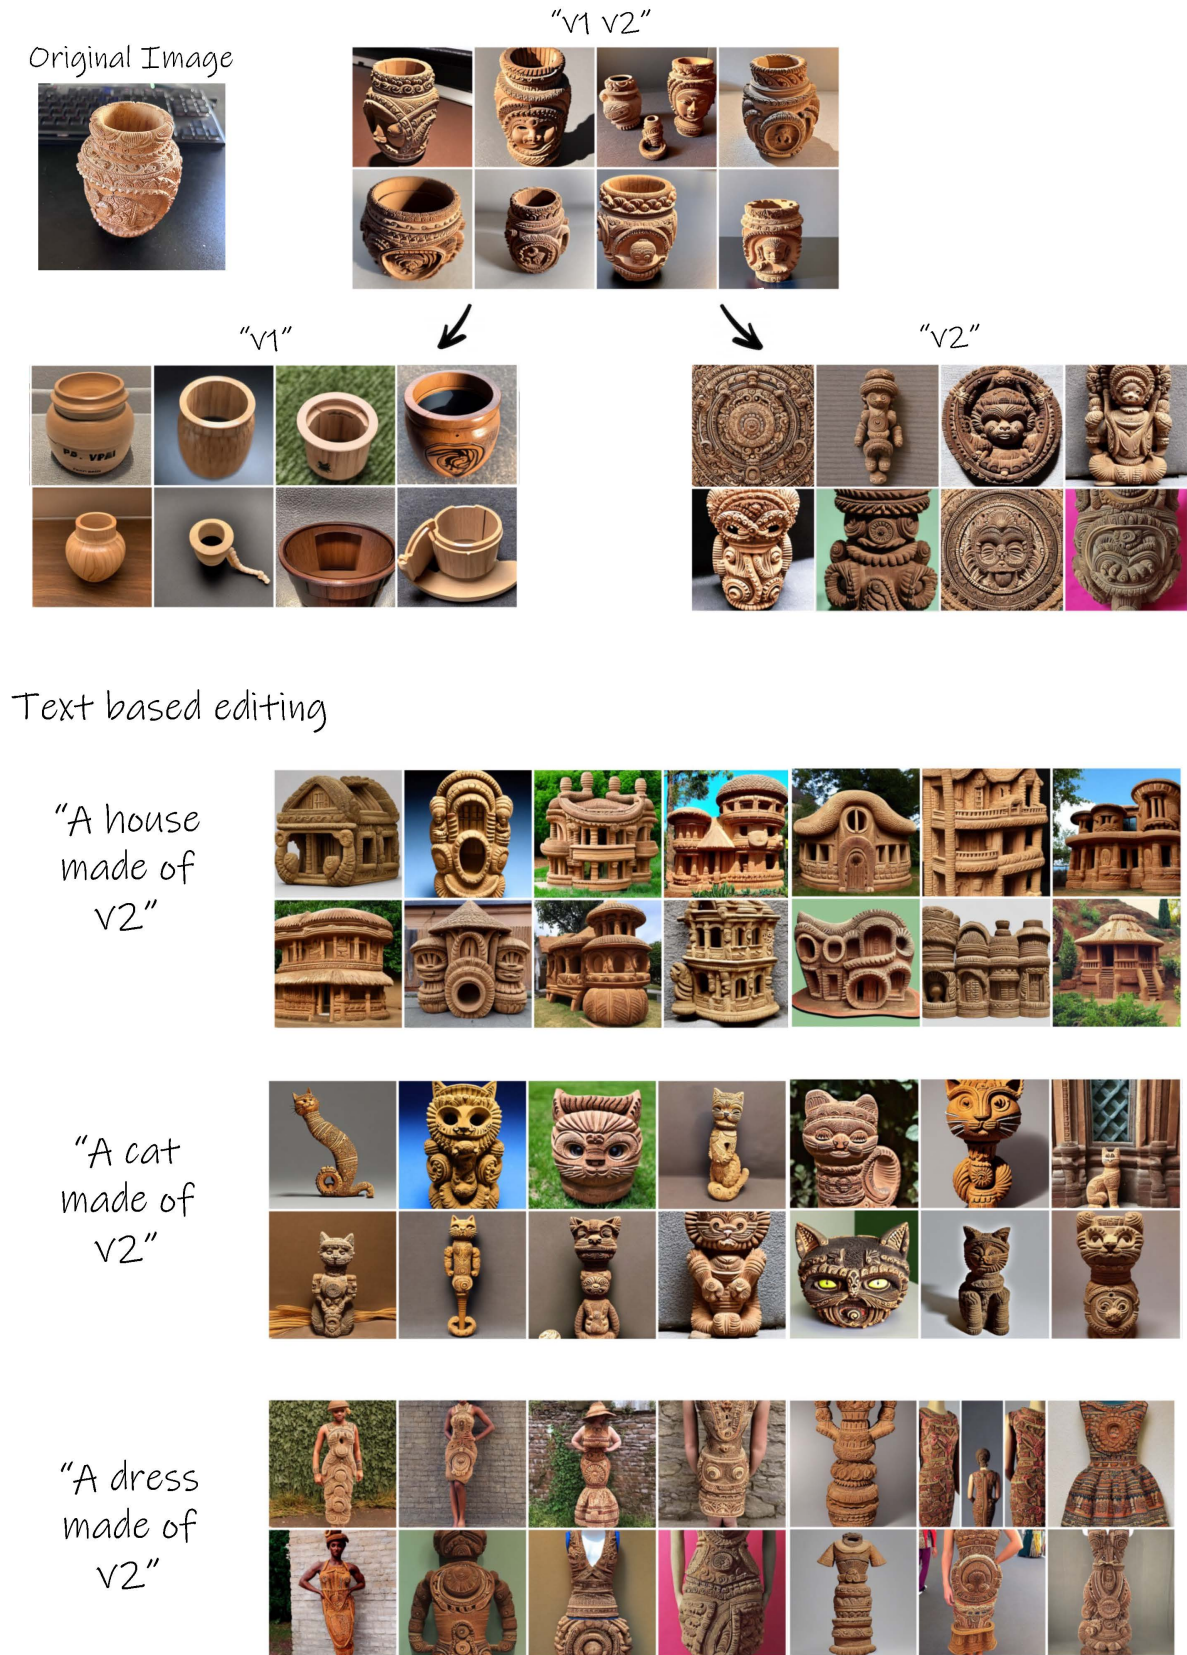 "v1 v2"
Original Image
"v1"
"v2"
Text based editing
"A house
made of
v2"
"A cat
made of
v2"
"A dress
made of
v2"